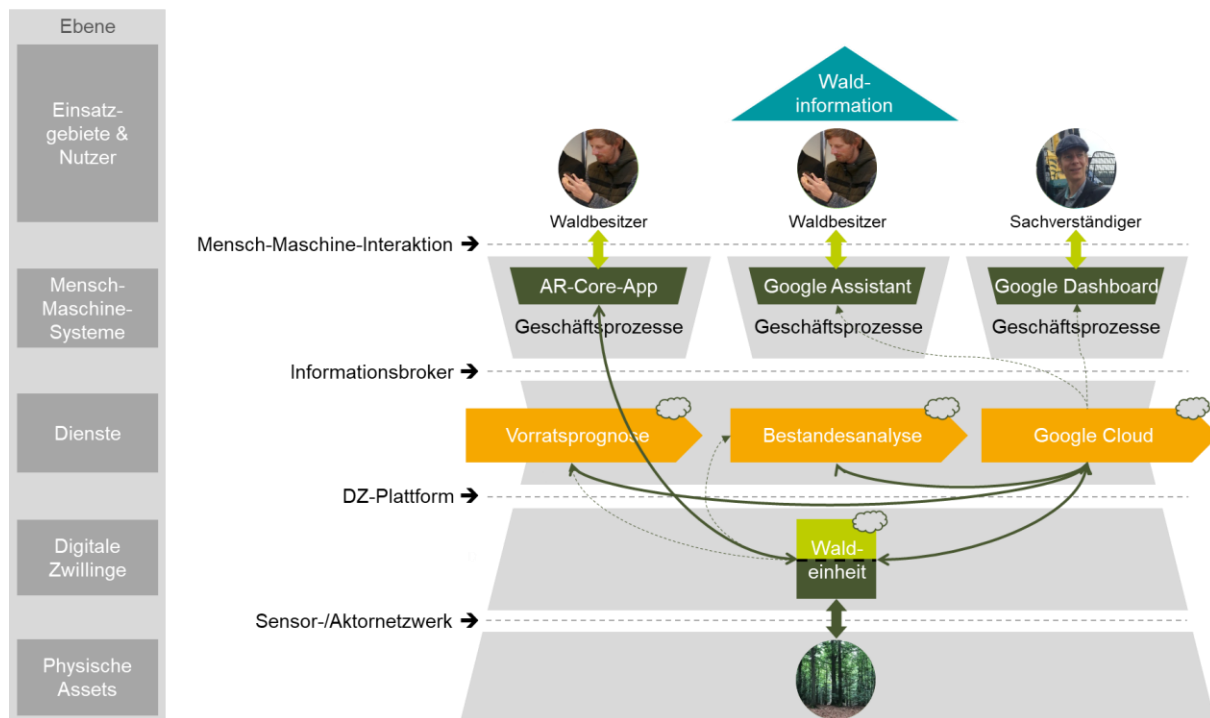 Ebene
Einsatz-
gebiete &
Nutzer
Wald-
information
Waldbesitzer
Waldbesitzer
Sachverständiger
Mensch-Maschine-Interaktion
Mensch-
Maschine-
Systeme
AR-Core-App
Google Assistant
Google Dashboard
Geschäftsprozesse
Geschäftsprozesse
Geschäftsprozesse
Informationsbroker
Dienste
Vorratsprognose
Bestandesanalyse
Google Cloud
DZ-Plattform
Digitale
Zwillinge
Wald-
einheit
Sensor-/Aktornetzwerk
Physische
Assets